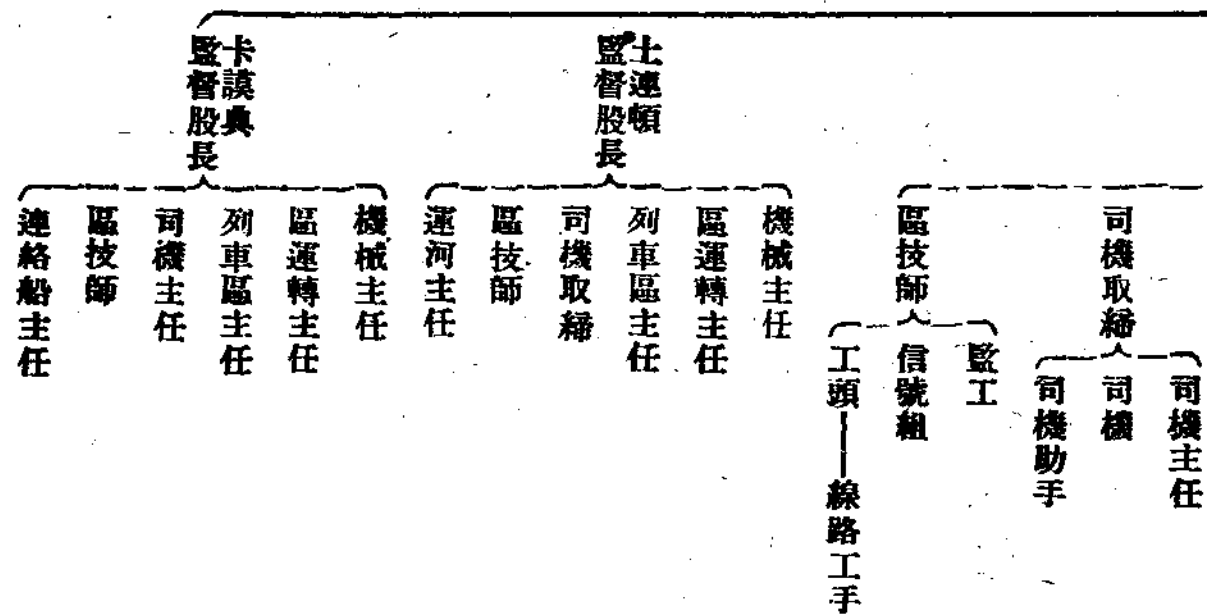 司機取締
司機主任
司機
司機助手
區技師
監工
信號組
工頭
線路工手
土連頓
監督股長
機械主任
區運轉主任
列車區主任
司機取締
區技師
運河主任
卡謨典
監督股長
機械主任
區運轉主任
列車區主任
司機主任
區技師
連絡船主任